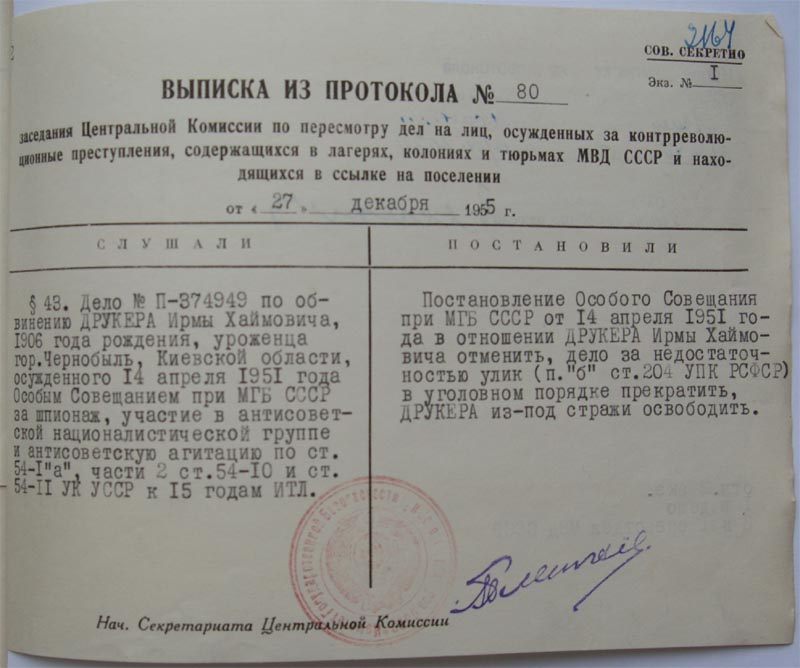 2164
СОВ. СЕКРЕТНО
Экз. № I
ВЫПИСКА ИЗ ПРОТОКОЛА № 80
заседания Центральной Комиссии по пересмотру дел на лиц, осужденных за контрреволю-
ционные преступления, содержащихся в лагерях, колониях и тюрьмах МВД СССР и нахо-
дящихся в ссылке на поселении
от « 27 » декабря 1955 г.
СЛУШАЛИ
§ 43. Дело № П-374949 по об-
винению ДРУКЕРА Ирмы Хаймовича,
1906 года рождения, уроженца
гор.Чернобыль, Киевской области,
осужденного 14 апреля 1951 года
Особым Совещанием при МГБ СССР
за шпионаж, участие в антисовет-
ской националистической группе
и антисоветскую агитацию по ст.
54-I"а", части 2 ст.54-10 и ст.
54-II УК УССР к 15 годам ИТЛ.
ПОСТАНОВИЛИ
Постановление Особого Совещания
при МГБ СССР от 14 апреля 1951 го-
да в отношении ДРУКЕРА Ирмы Хаймо-
вича отменить, дело за недостаточ-
ностью улик (п."б" ст.204 УПК РСФСР)
в уголовном порядке прекратить,
ДРУКЕРА из-под стражи освободить.
Нач. Секретариата Центральной Комиссии